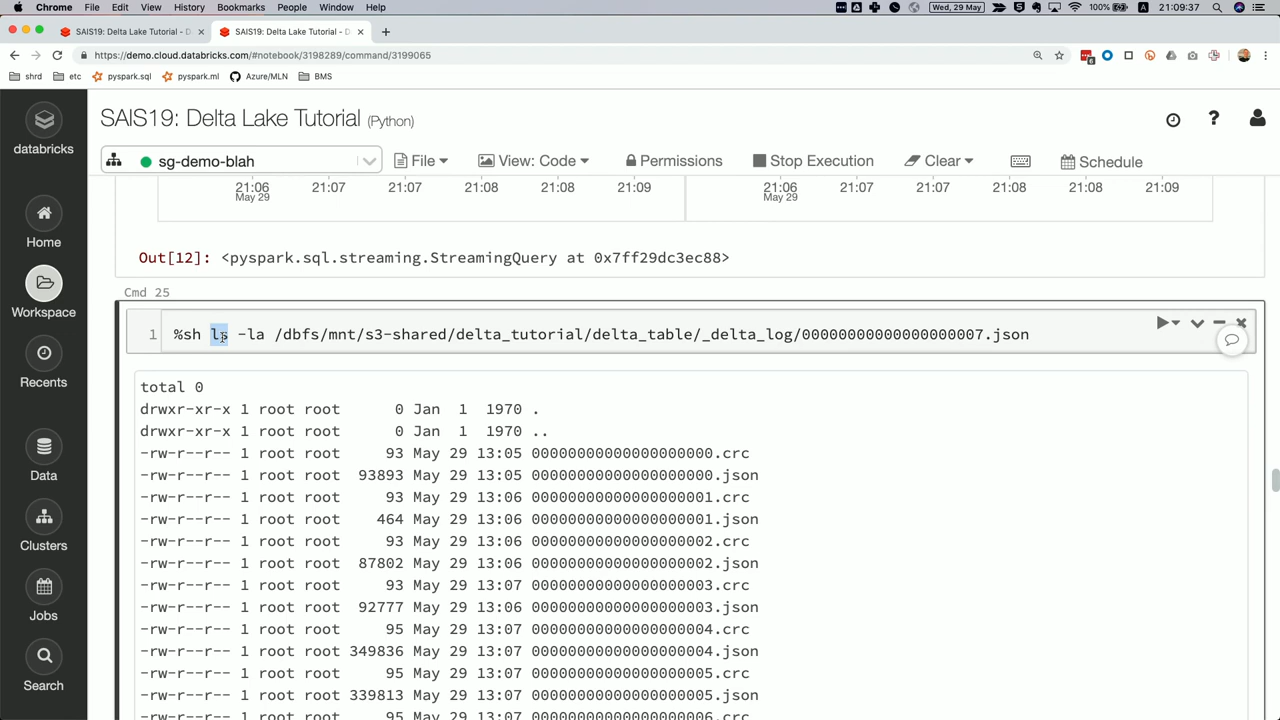 Chrome File Edit View History Bookmarks People Window Help
100% Wed, 29 May A 21:09:37
SAIS19: Delta Lake Tutorial - D
SAIS19: Delta Lake Tutorial - D
https://demo.cloud.databricks.com/#notebook/3198289/command/3199065
shrd etc pyspark.sql pyspark.ml Azure/MLN BMS
databricks
Home
Workspace
Recents
Data
Clusters
Jobs
Search
SAIS19: Delta Lake Tutorial (Python)
sg-demo-blah File View: Code Permissions Stop Execution Clear Schedule
21:06 21:07 21:07 21:08 21:08 21:09 21:06 21:07 21:07 21:08 21:08 21:09
May 29 May 29
Out[12]: <pyspark.sql.streaming.StreamingQuery at 0x7ff29dc3ec88>
Cmd 25
1 %sh ls -la /dbfs/mnt/s3-shared/delta_tutorial/delta_table/_delta_log/00000000000000000007.json
total 0
drwxr-xr-x 1 root root 0 Jan 1 1970 .
drwxr-xr-x 1 root root 0 Jan 1 1970 ..
-rw-r--r-- 1 root root 93 May 29 13:05 00000000000000000000.crc
-rw-r--r-- 1 root root 93893 May 29 13:05 00000000000000000000.json
-rw-r--r-- 1 root root 93 May 29 13:06 00000000000000000001.crc
-rw-r--r-- 1 root root 464 May 29 13:06 00000000000000000001.json
-rw-r--r-- 1 root root 93 May 29 13:06 00000000000000000002.crc
-rw-r--r-- 1 root root 87802 May 29 13:06 00000000000000000002.json
-rw-r--r-- 1 root root 93 May 29 13:07 00000000000000000003.crc
-rw-r--r-- 1 root root 92777 May 29 13:06 00000000000000000003.json
-rw-r--r-- 1 root root 95 May 29 13:07 00000000000000000004.crc
-rw-r--r-- 1 root root 349836 May 29 13:07 00000000000000000004.json
-rw-r--r-- 1 root root 95 May 29 13:07 00000000000000000005.crc
-rw-r--r-- 1 root root 339813 May 29 13:07 00000000000000000005.json
-rw-r--r-- 1 root root 95 May 29 13:07 00000000000000000006.crc